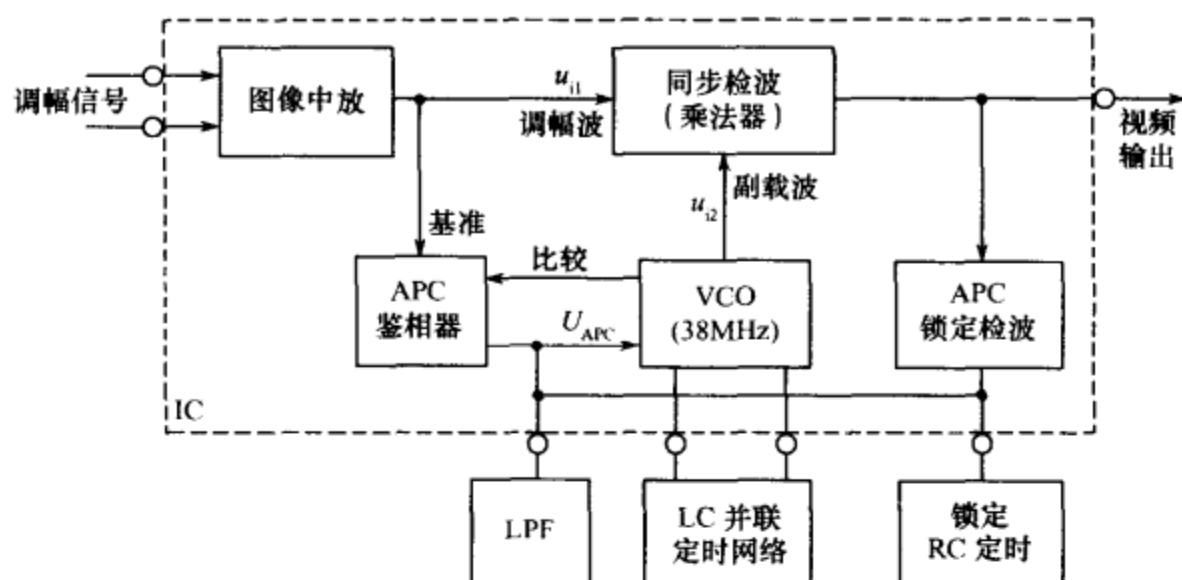 调幅信号
图像中放
u_i1
调幅波
同步检波
(乘法器)
视频
输出
基准
u_i2
副载波
比较
APC
鉴相器
U_APC
VCO
(38MHz)
APC
锁定检波
IC
LPF
LC 并联
定时网络
锁定
RC 定时